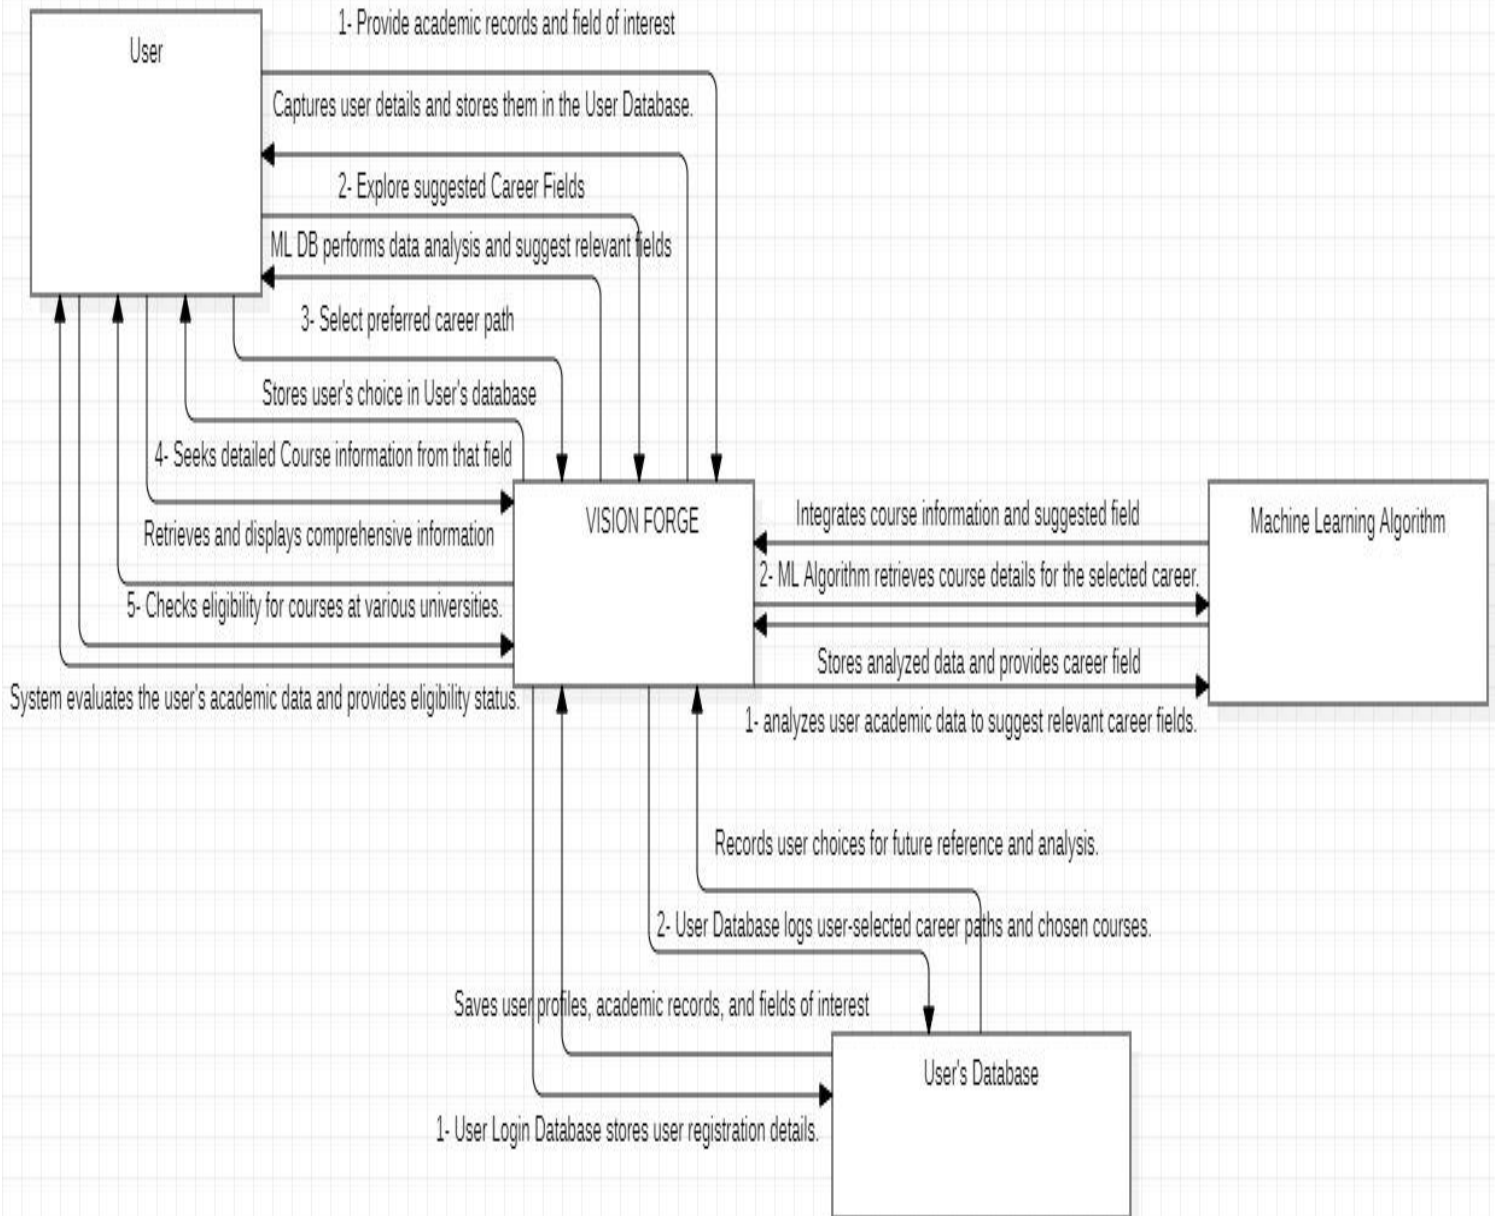 1- Provide academic records and field of interest
User
Captures user details and stores them in the User Database.
2- Explore suggested Career Fields
ML DB performs data analysis and suggest relevant fields
3- Select preferred career path
Stores user's choice in User's database
4- Seeks detailed Course information from that field
Retrieves and displays comprehensive information
5- Checks eligibility for courses at various universities.
System evaluates the user's academic data and provides eligibility status.
VISION FORGE
Integrates course information and suggested field
Machine Learning Algorithm
2- ML Algorithm retrieves course details for the selected career.
Stores analyzed data and provides career field
1- analyzes user academic data to suggest relevant career fields.
Records user choices for future reference and analysis.
2- User Database logs user-selected career paths and chosen courses.
Saves user profiles, academic records, and fields of interest
User's Database
1- User Login Database stores user registration details.